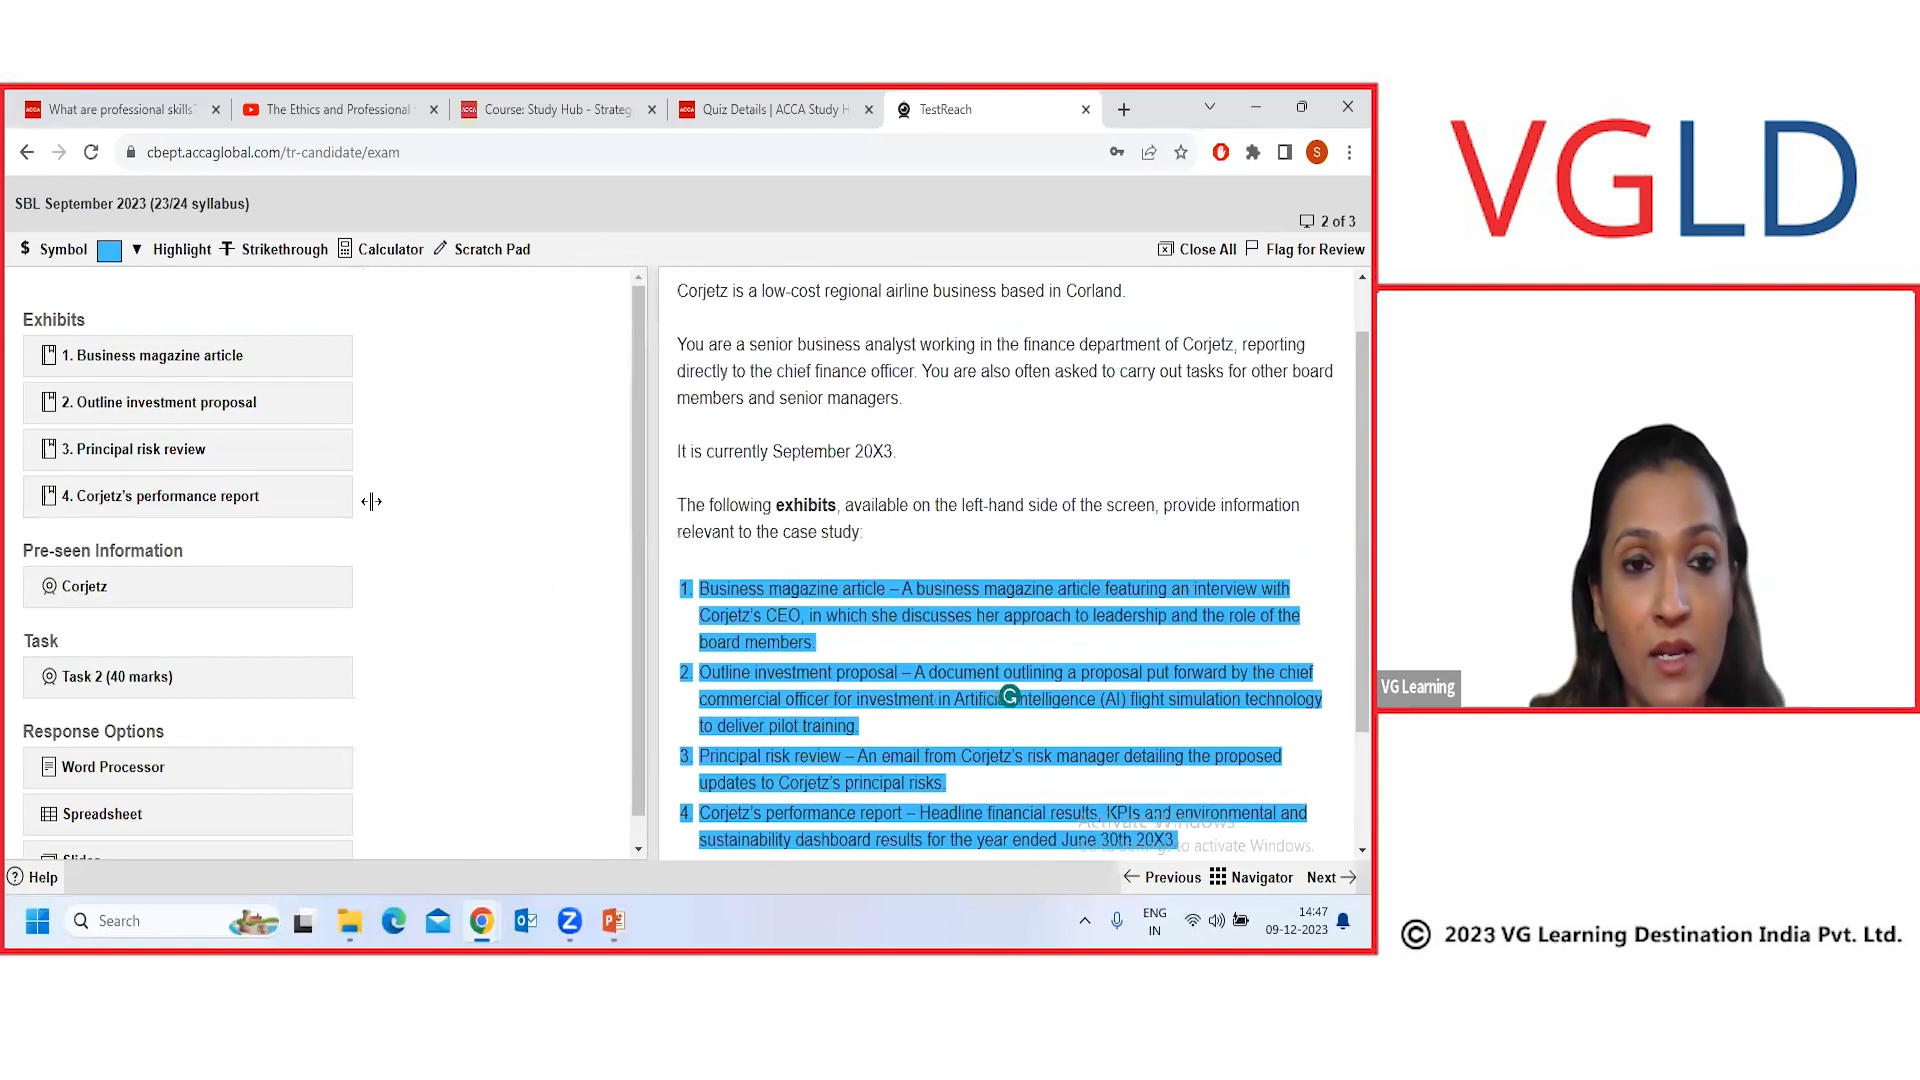 What are professional skills
The Ethics and Professional
Course: Study Hub - Strateg
Quiz Details | ACCA Study H
TestReach
cbept.accaglobal.com/tr-candidate/exam
S
SBL September 2023 (23/24 syllabus)
2 of 3
$ Symbol Highlight T Strikethrough Calculator Scratch Pad
Close All Flag for Review
Exhibits
1. Business magazine article
2. Outline investment proposal
3. Principal risk review
4. Corjetz's performance report
Pre-seen Information
Corjetz
Task
Task 2 (40 marks)
Response Options
Word Processor
Spreadsheet
Corjetz is a low-cost regional airline business based in Corland.
You are a senior business analyst working in the finance department of Corjetz, reporting
directly to the chief finance officer. You are also often asked to carry out tasks for other board
members and senior managers.
It is currently September 20X3.
The following exhibits, available on the left-hand side of the screen, provide information
relevant to the case study:
1. Business magazine article – A business magazine article featuring an interview with
Corjetz's CEO, in which she discusses her approach to leadership and the role of the
board members.
2. Outline investment proposal – A document outlining a proposal put forward by the chief
commercial officer for investment in Artificial Intelligence (AI) flight simulation technology
to deliver pilot training.
3. Principal risk review – An email from Corjetz's risk manager detailing the proposed
updates to Corjetz's principal risks.
4. Corjetz's performance report – Headline financial results, KPIs and environmental and
sustainability dashboard results for the year ended June 30th 20X3.
Activate Windows
Go to Settings to activate Windows.
Help
Previous Navigator Next
Search
ENG
IN
14:47
09-12-2023
VGLD
VG Learning
© 2023 VG Learning Destination India Pvt. Ltd.